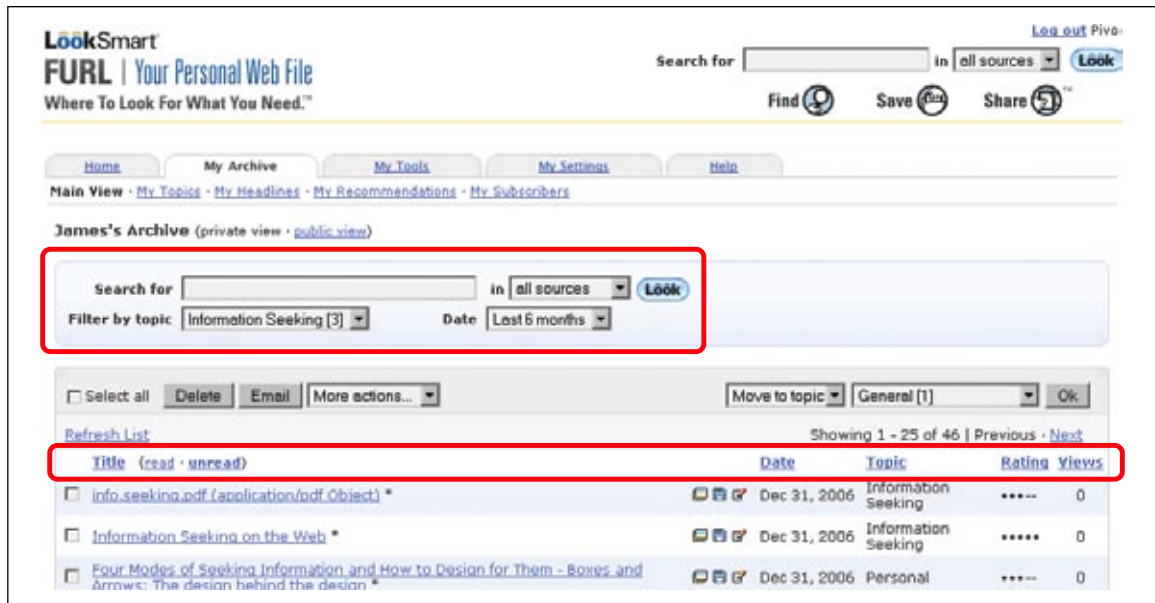 Log out Pivo
LookSmart
FURL | Your Personal Web File
Where To Look For What You Need.™
Search for in all sources Look
Find Save Share ™
Home My Archive My Tools My Settings Help
Main View · My Topics · My Headlines · My Recommendations · My Subscribers
James's Archive (private view · public view)
Search for in all sources Look
Filter by topic Information Seeking [3] Date Last 6 months
Select all Delete Email More actions... Move to topic General [1] Ok
Refresh List Showing 1 - 25 of 46 | Previous · Next
Title (read · unread) Date Topic Rating Views
info.seeking.pdf (application/pdf Object) * Dec 31, 2006 Information Seeking 0
Information Seeking on the Web * Dec 31, 2006 Information Seeking 0
Four Modes of Seeking Information and How to Design for Them - Boxes and
Arrows: The design behind the design * Dec 31, 2006 Personal 0